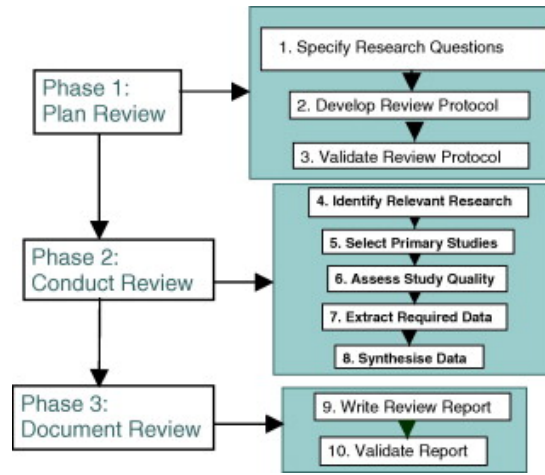 Phase 1:
Plan Review
1. Specify Research Questions
2. Develop Review Protocol
3. Validate Review Protocol
Phase 2:
Conduct Review
4. Identify Relevant Research
5. Select Primary Studies
6. Assess Study Quality
7. Extract Required Data
8. Synthesise Data
Phase 3:
Document Review
9. Write Review Report
10. Validate Report